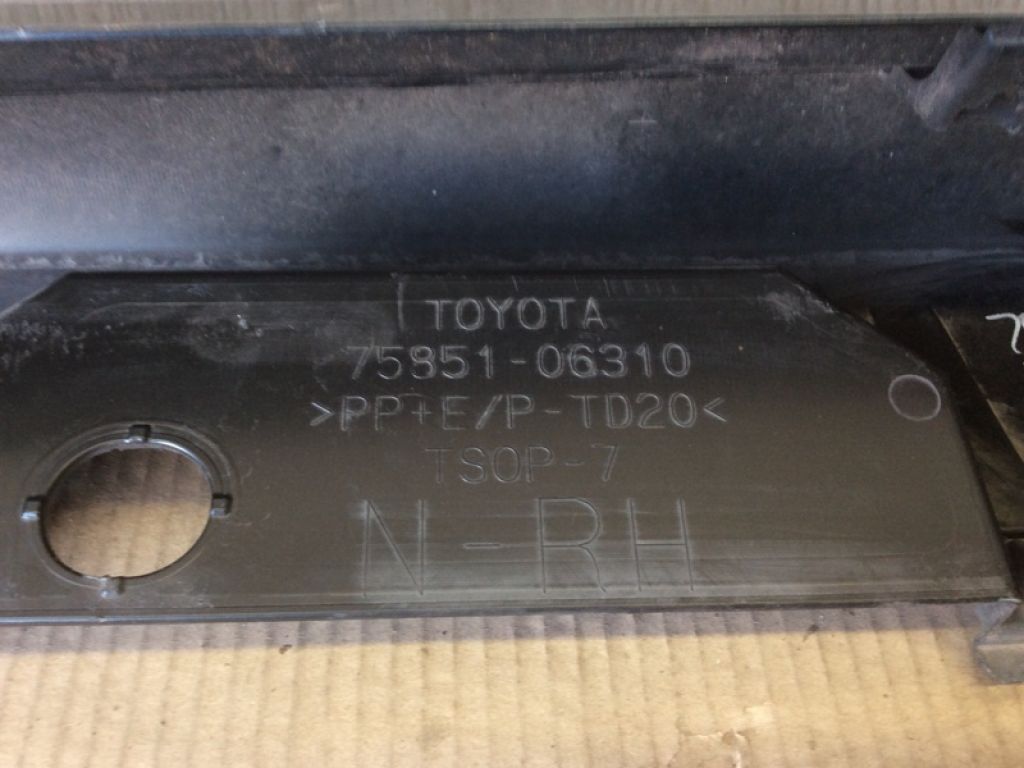 TOYOTA
75851-06310
>PP+E/P-TD20<
TSOP-7
N-RH